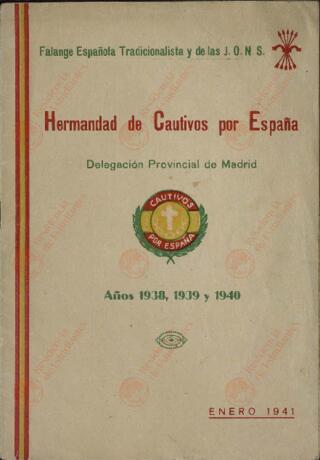 Falange Española Tradicionalista y de las J. O. N. S.
Hermandad de Cautivos por España
Delegación Provincial de Madrid
CAUTIVOS
POR ESPAÑA
Años 1938, 1939 y 1940
ENERO 1941